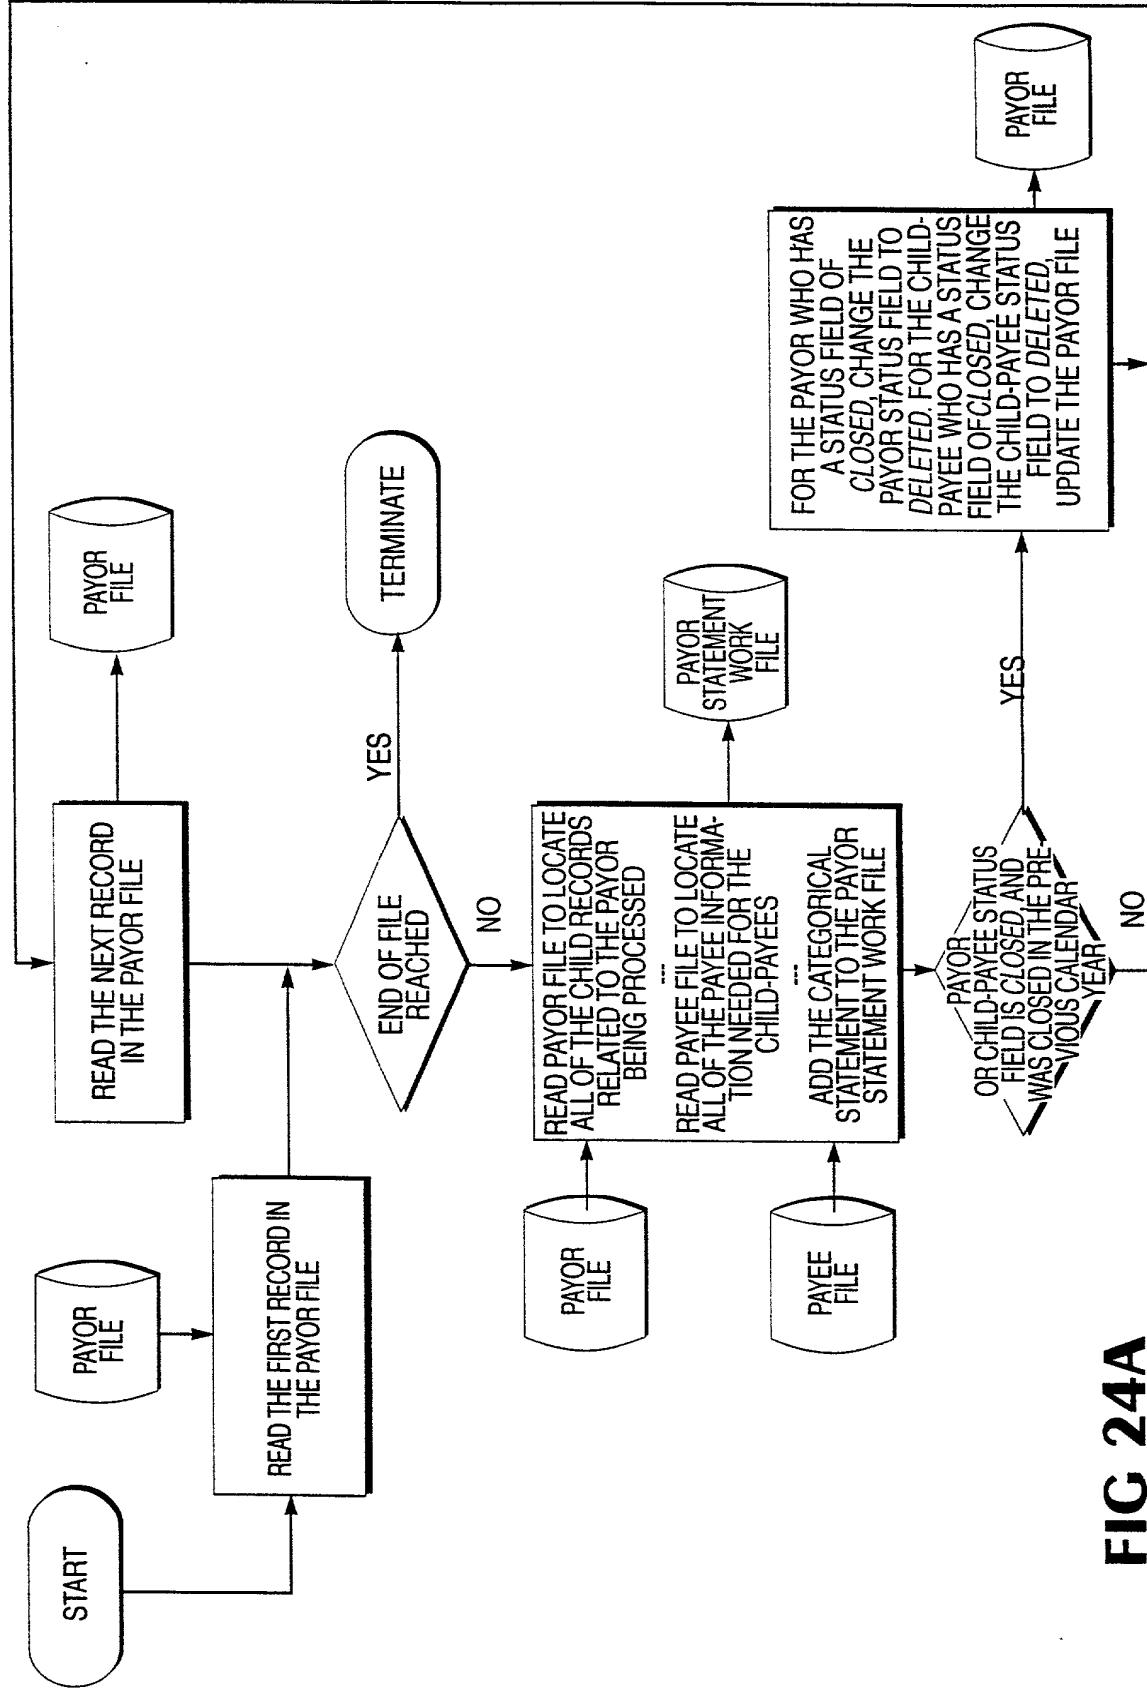 START
PAYOR
FILE
READ THE FIRST RECORD IN
THE PAYOR FILE
READ THE NEXT RECORD
IN THE PAYOR FILE
PAYOR
FILE
END OF FILE
REACHED
YES
TERMINATE
NO
PAYOR
FILE
PAYEE
FILE
READ PAYOR FILE TO LOCATE
ALL OF THE CHILD RECORDS
RELATED TO THE PAYOR
BEING PROCESSED
---
READ PAYEE FILE TO LOCATE
ALL OF THE PAYEE INFORMA-
TION NEEDED FOR THE
CHILD-PAYEES
---
ADD THE CATEGORICAL
STATEMENT TO THE PAYOR
STATEMENT WORK FILE
PAYOR
STATEMENT
WORK
FILE
PAYOR
OR CHILD-PAYEE STATUS
FIELD IS CLOSED, AND
WAS CLOSED IN THE PRE
VIOUS CALENDAR
YEAR
YES
NO
FOR THE PAYOR WHO HAS
A STATUS FIELD OF
CLOSED, CHANGE THE
PAYOR STATUS FIELD TO
DELETED. FOR THE CHILD-
PAYEE WHO HAS A STATUS
FIELD OF CLOSED, CHANGE
THE CHILD-PAYEE STATUS
FIELD TO DELETED,
UPDATE THE PAYOR FILE
PAYOR
FILE
FIG 24A